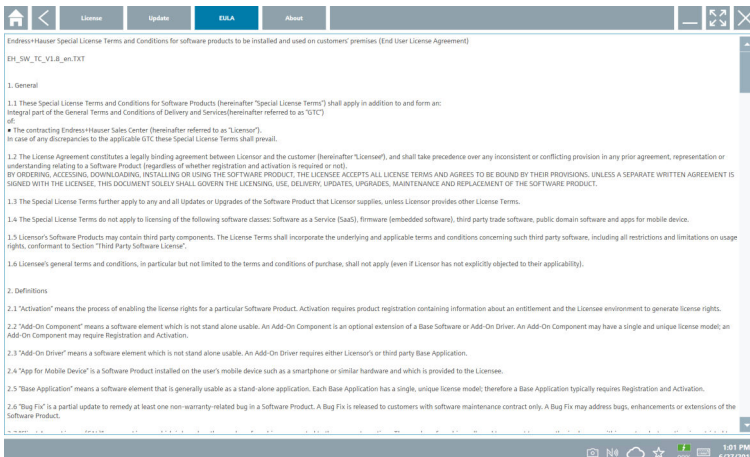 License Update EULA About
Endress+Hauser Special License Terms and Conditions for software products to be installed and used on customers' premises (End User License Agreement)
EH_SW_TC_V1.8_en.TXT
1. General
1.1 These Special License Terms and Conditions for Software Products (hereinafter "Special License Terms") shall apply in addition to and form an:
Integral part of the General Terms and Conditions of Delivery and Services(hereinafter referred to as "GTC")
of:
▪ The contracting Endress+Hauser Sales Center (hereinafter referred to as "Licensor").
In case of any discrepancies to the applicable GTC these Special License Terms shall prevail.
1.2 The License Agreement constitutes a legally binding agreement between Licensor and the customer (hereinafter "Licensee"), and shall take precedence over any inconsistent or conflicting provision in any prior agreement, representation or
understanding relating to a Software Product (regardless of whether registration and activation is required or not).
BY ORDERING, ACCESSING, DOWNLOADING, INSTALLING OR USING THE SOFTWARE PRODUCT, THE LICENSEE ACCEPTS ALL LICENSE TERMS AND AGREES TO BE BOUND BY THEIR PROVISIONS. UNLESS A SEPARATE WRITTEN AGREEMENT IS
SIGNED WITH THE LICENSEE, THIS DOCUMENT SOLELY SHALL GOVERN THE LICENSING, USE, DELIVERY, UPDATES, UPGRADES, MAINTENANCE AND REPLACEMENT OF THE SOFTWARE PRODUCT.
1.3 The Special License Terms further apply to any and all Updates or Upgrades of the Software Product that Licensor supplies, unless Licensor provides other License Terms.
1.4 The Special License Terms do not apply to licensing of the following software classes: Software as a Service (SaaS), firmware (embedded software), third party trade software, public domain software and apps for mobile device.
1.5 Licensor's Software Products may contain third party components. The License Terms shall incorporate the underlying and applicable terms and conditions concerning such third party software, including all restrictions and limitations on usage
rights, conformant to Section "Third Party Software License".
1.6 Licensee's general terms and conditions, in particular but not limited to the terms and conditions of purchase, shall not apply (even if Licensor has not explicitly objected to their applicability).
2. Definitions
2.1 "Activation" means the process of enabling the license rights for a particular Software Product. Activation requires product registration containing information about an entitlement and the Licensee environment to generate license rights.
2.2 "Add-On Component" means a software element which is not stand alone usable. An Add-On Component is an optional extension of a Base Software or Add-On Driver. An Add-On Component may have a single and unique license model; an
Add-On Component may require Registration and Activation.
2.3 "Add-On Driver" means a software element which is not stand alone usable. An Add-On Driver requires either Licensor's or third party Base Application.
2.4 "App for Mobile Device" is a Software Product installed on the user's mobile device such as a smartphone or similar hardware and which is provided to the Licensee.
2.5 "Base Application" means a software element that is generally usable as a stand-alone application. Each Base Application has a single, unique license model; therefore a Base Application typically requires Registration and Activation.
2.6 "Bug Fix" is a partial update to remedy at least one non-warranty-related bug in a Software Product. A Bug Fix is released to customers with software maintenance contract only. A Bug Fix may address bugs, enhancements or extensions of the
Software Product.
1:01 PM